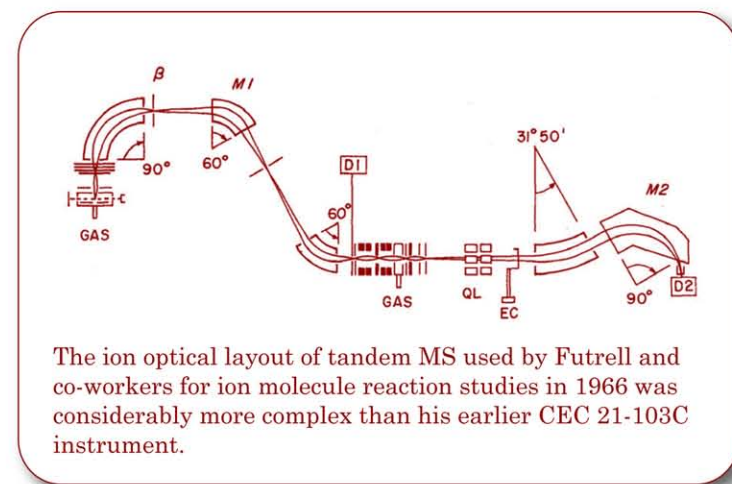 β
M1
90°
60°
GAS
60°
D1
GAS
QL
EC
31°50'
M2
90°
D2
The ion optical layout of tandem MS used by Futrell and
co-workers for ion molecule reaction studies in 1966 was
considerably more complex than his earlier CEC 21-103C
instrument.